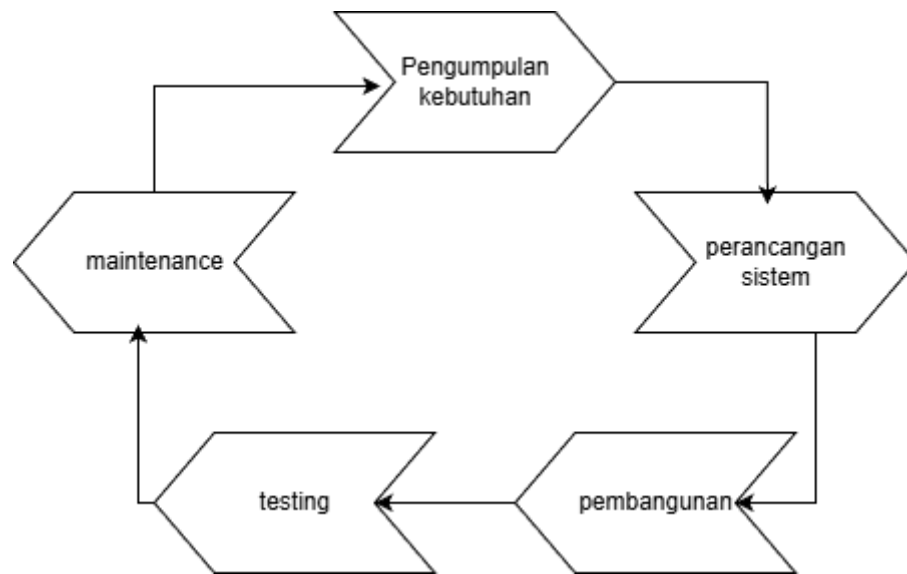 Pengumpulan
kebutuhan
perancangan
sistem
pembangunan
testing
maintenance